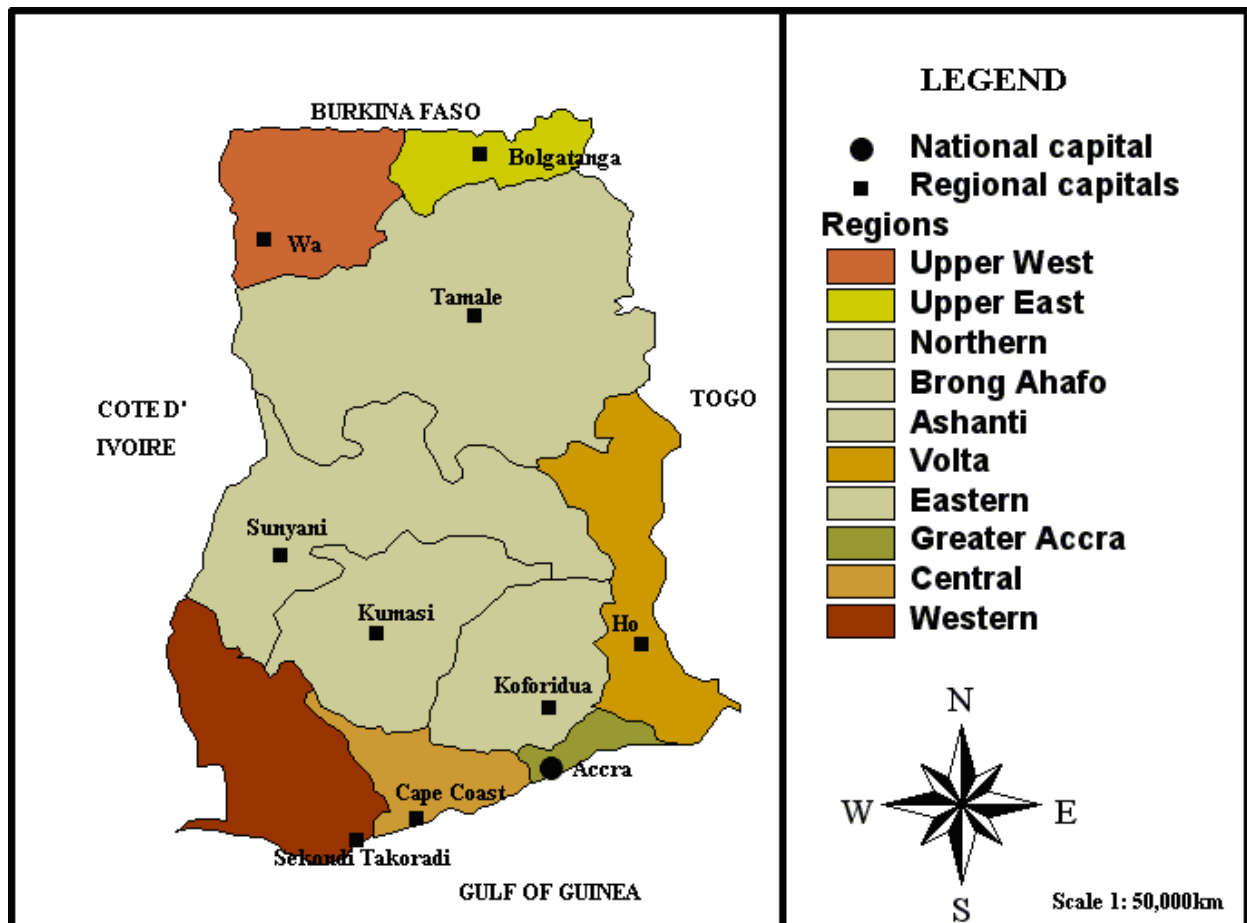 BURKINA FASO
Bolgatanga
Wa
Tamale
COTE D'
IVOIRE
TOGO
Sunyani
Kumasi
Ho
Koforidua
Accra
Cape Coast
Sekondi Takoradi
GULF OF GUINEA
LEGEND
National capital
Regional capitals
Regions
Upper West
Upper East
Northern
Brong Ahafo
Ashanti
Volta
Eastern
Greater Accra
Central
Western
N
W
E
S
Scale 1: 50,000km